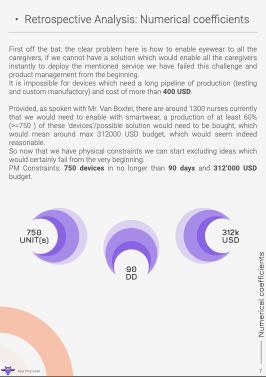 • Retrospective Analysis: Numerical coefficients
First off the bat: the clear problem here is how to enable eyewear to all the
caregivers, if we cannot have a solution which would enable all the caregivers
instantly to deploy the mentioned service we have failed this challenge and
product management from the beginning.
It is impossible for devices which need a long pipeline of production (testing
and custom manufactory) and cost of more than 400 USD.
Provided, as spoken with Mr. Van Boxtel, there are around 1300 nurses currently
that we would need to enable with smartwear, a production of at least 60%
(>=750 ) of these 'devices'/possible solution would need to be bought, which
would mean around max 312000 USD budget, which would seem indeed
reasonable.
So now that we have physical constraints we can start excluding ideas which
would certainly fail from the very beginning.
PM Constraints: 750 devices in no longer than 90 days and 312'000 USD
budget.
750
UNIT(s)
90
DD
312k
USD
Numerical coefficients
7